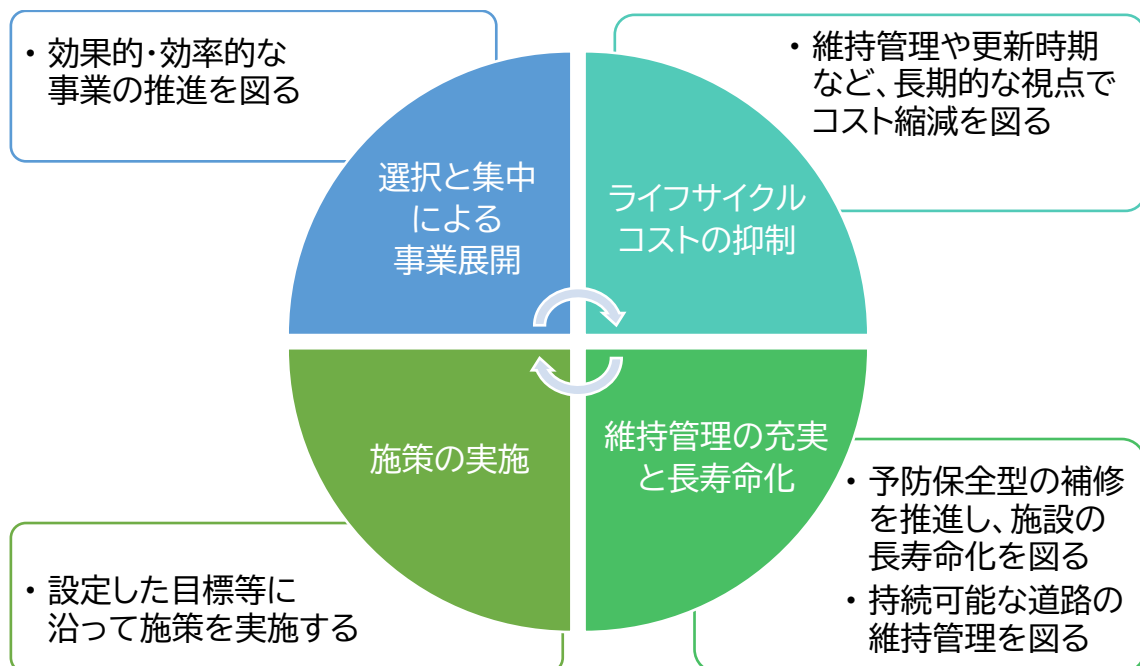 ・効果的・効率的な
事業の推進を図る
・維持管理や更新時期
など、長期的な視点で
コスト縮減を図る
選択と集中
による
事業展開
ライフサイクル
コストの抑制
施策の実施
維持管理の充実
と長寿命化
・設定した目標等に
沿って施策を実施する
・予防保全型の補修
を推進し、施設の
長寿命化を図る
・持続可能な道路の
維持管理を図る